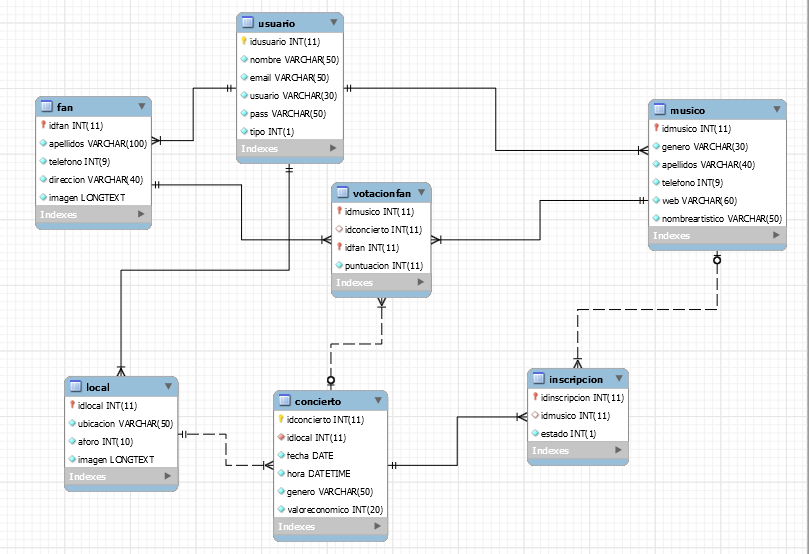 usuario
idusuario INT(11)
nombre VARCHAR(50)
email VARCHAR(50)
usuario VARCHAR(30)
pass VARCHAR(50)
tipo INT(1)
Indexes
fan
idfan INT(11)
apellidos VARCHAR(100)
telefono INT(9)
direccion VARCHAR(40)
imagen LONGTEXT
Indexes
musico
idmusico INT(11)
genero VARCHAR(30)
apellidos VARCHAR(40)
telefono INT(9)
web VARCHAR(60)
nombreartistico VARCHAR(50)
Indexes
votacionfan
idmusico INT(11)
idconcierto INT(11)
idfan INT(11)
puntuacion INT(11)
Indexes
local
idlocal INT(11)
ubicacion VARCHAR(50)
aforo INT(10)
imagen LONGTEXT
Indexes
concierto
idconcierto INT(11)
idlocal INT(11)
fecha DATE
hora DATETIME
genero VARCHAR(50)
valoreconomico INT(20)
Indexes
inscripcion
idinscripcion INT(11)
idmusico INT(11)
estado INT(1)
Indexes